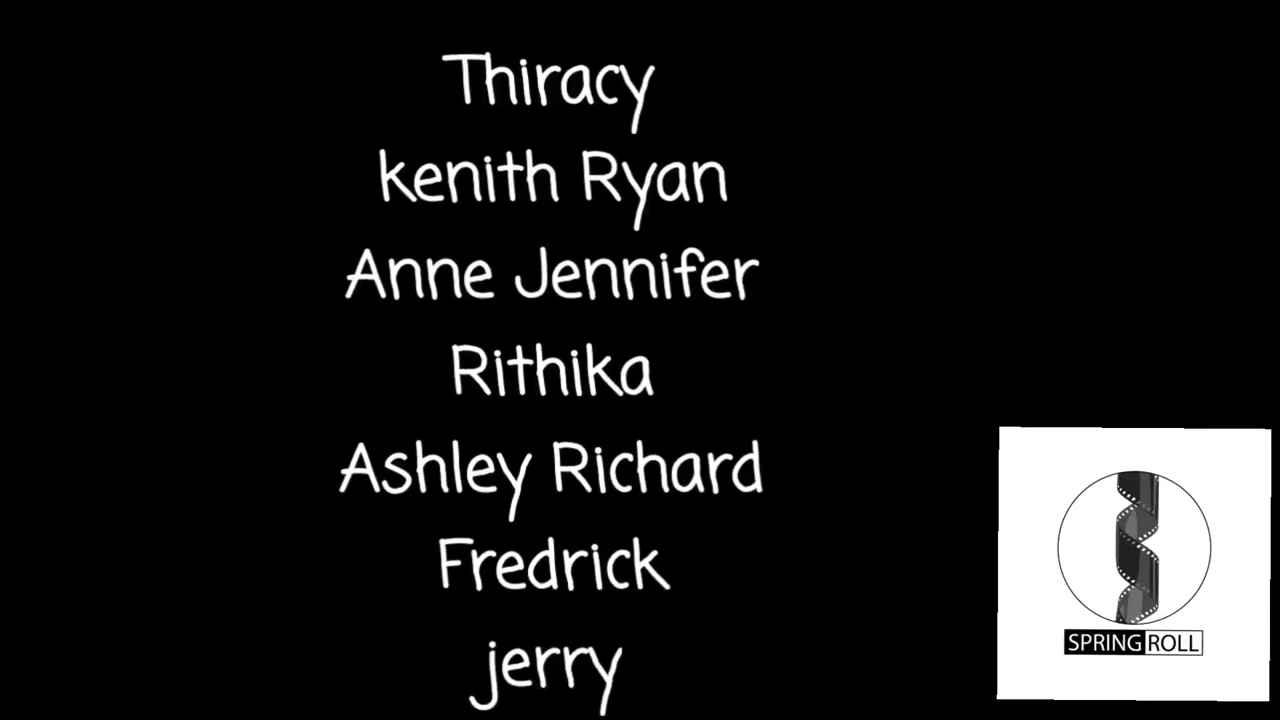 Thiracy
kenith Ryan
Anne Jennifer
Rithika
Ashley Richard
Fredrick
jerry
SPRING ROLL